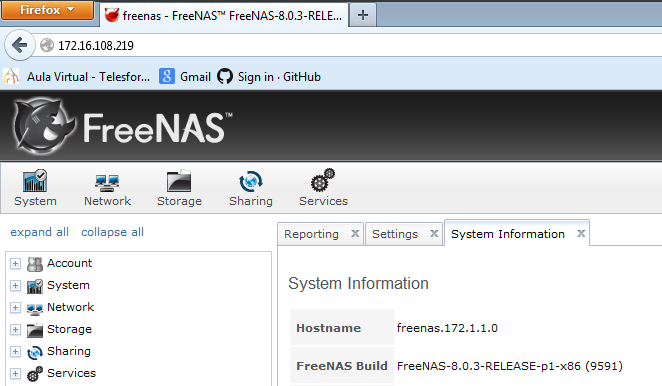 Firefox
freenas - FreeNAS™ FreeNAS-8.0.3-RELE...
172.16.108.219
Aula Virtual - Telesfor... Gmail Sign in · GitHub
FreeNAS™
System Network Storage Sharing Services
expand all collapse all
Reporting Settings System Information
Account
System
Network
Storage
Sharing
Services
System Information
Hostname freenas.172.1.1.0
FreeNAS Build FreeNAS-8.0.3-RELEASE-p1-x86 (9591)